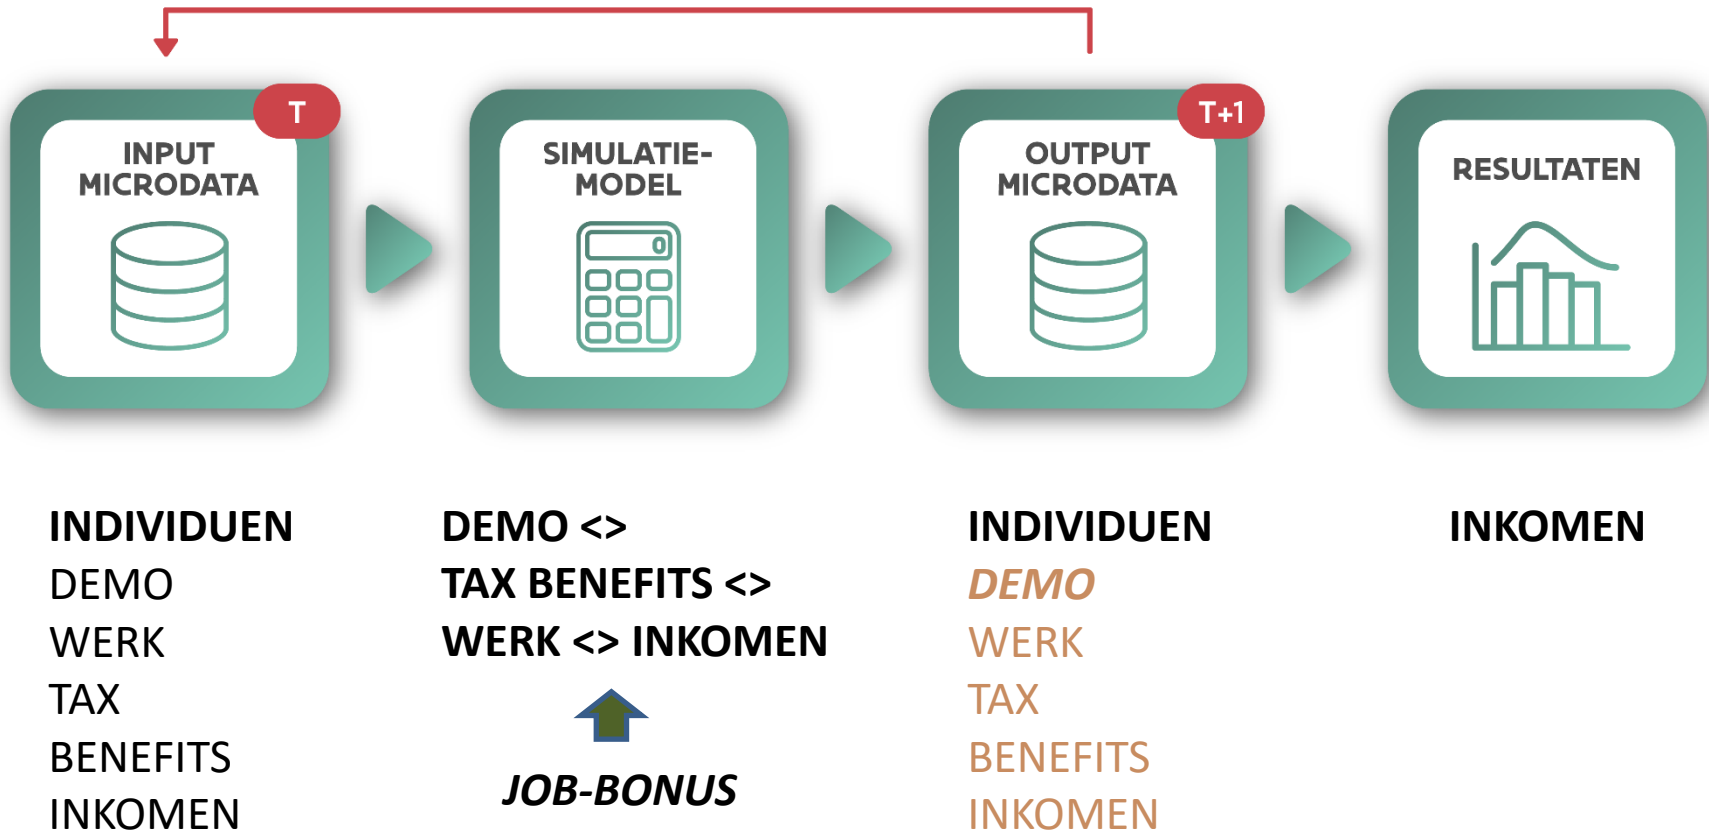 T
INPUT
MICRODATA
SIMULATIE-
MODEL
0
T+1
OUTPUT
MICRODATA
RESULTATEN
INDIVIDUEN
DEMO
WERK
TAX
BENEFITS
INKOMEN
DEMO <>
TAX BENEFITS <>
WERK <> INKOMEN
JOB-BONUS
INDIVIDUEN
DEMO
WERK
TAX
BENEFITS
INKOMEN
INKOMEN